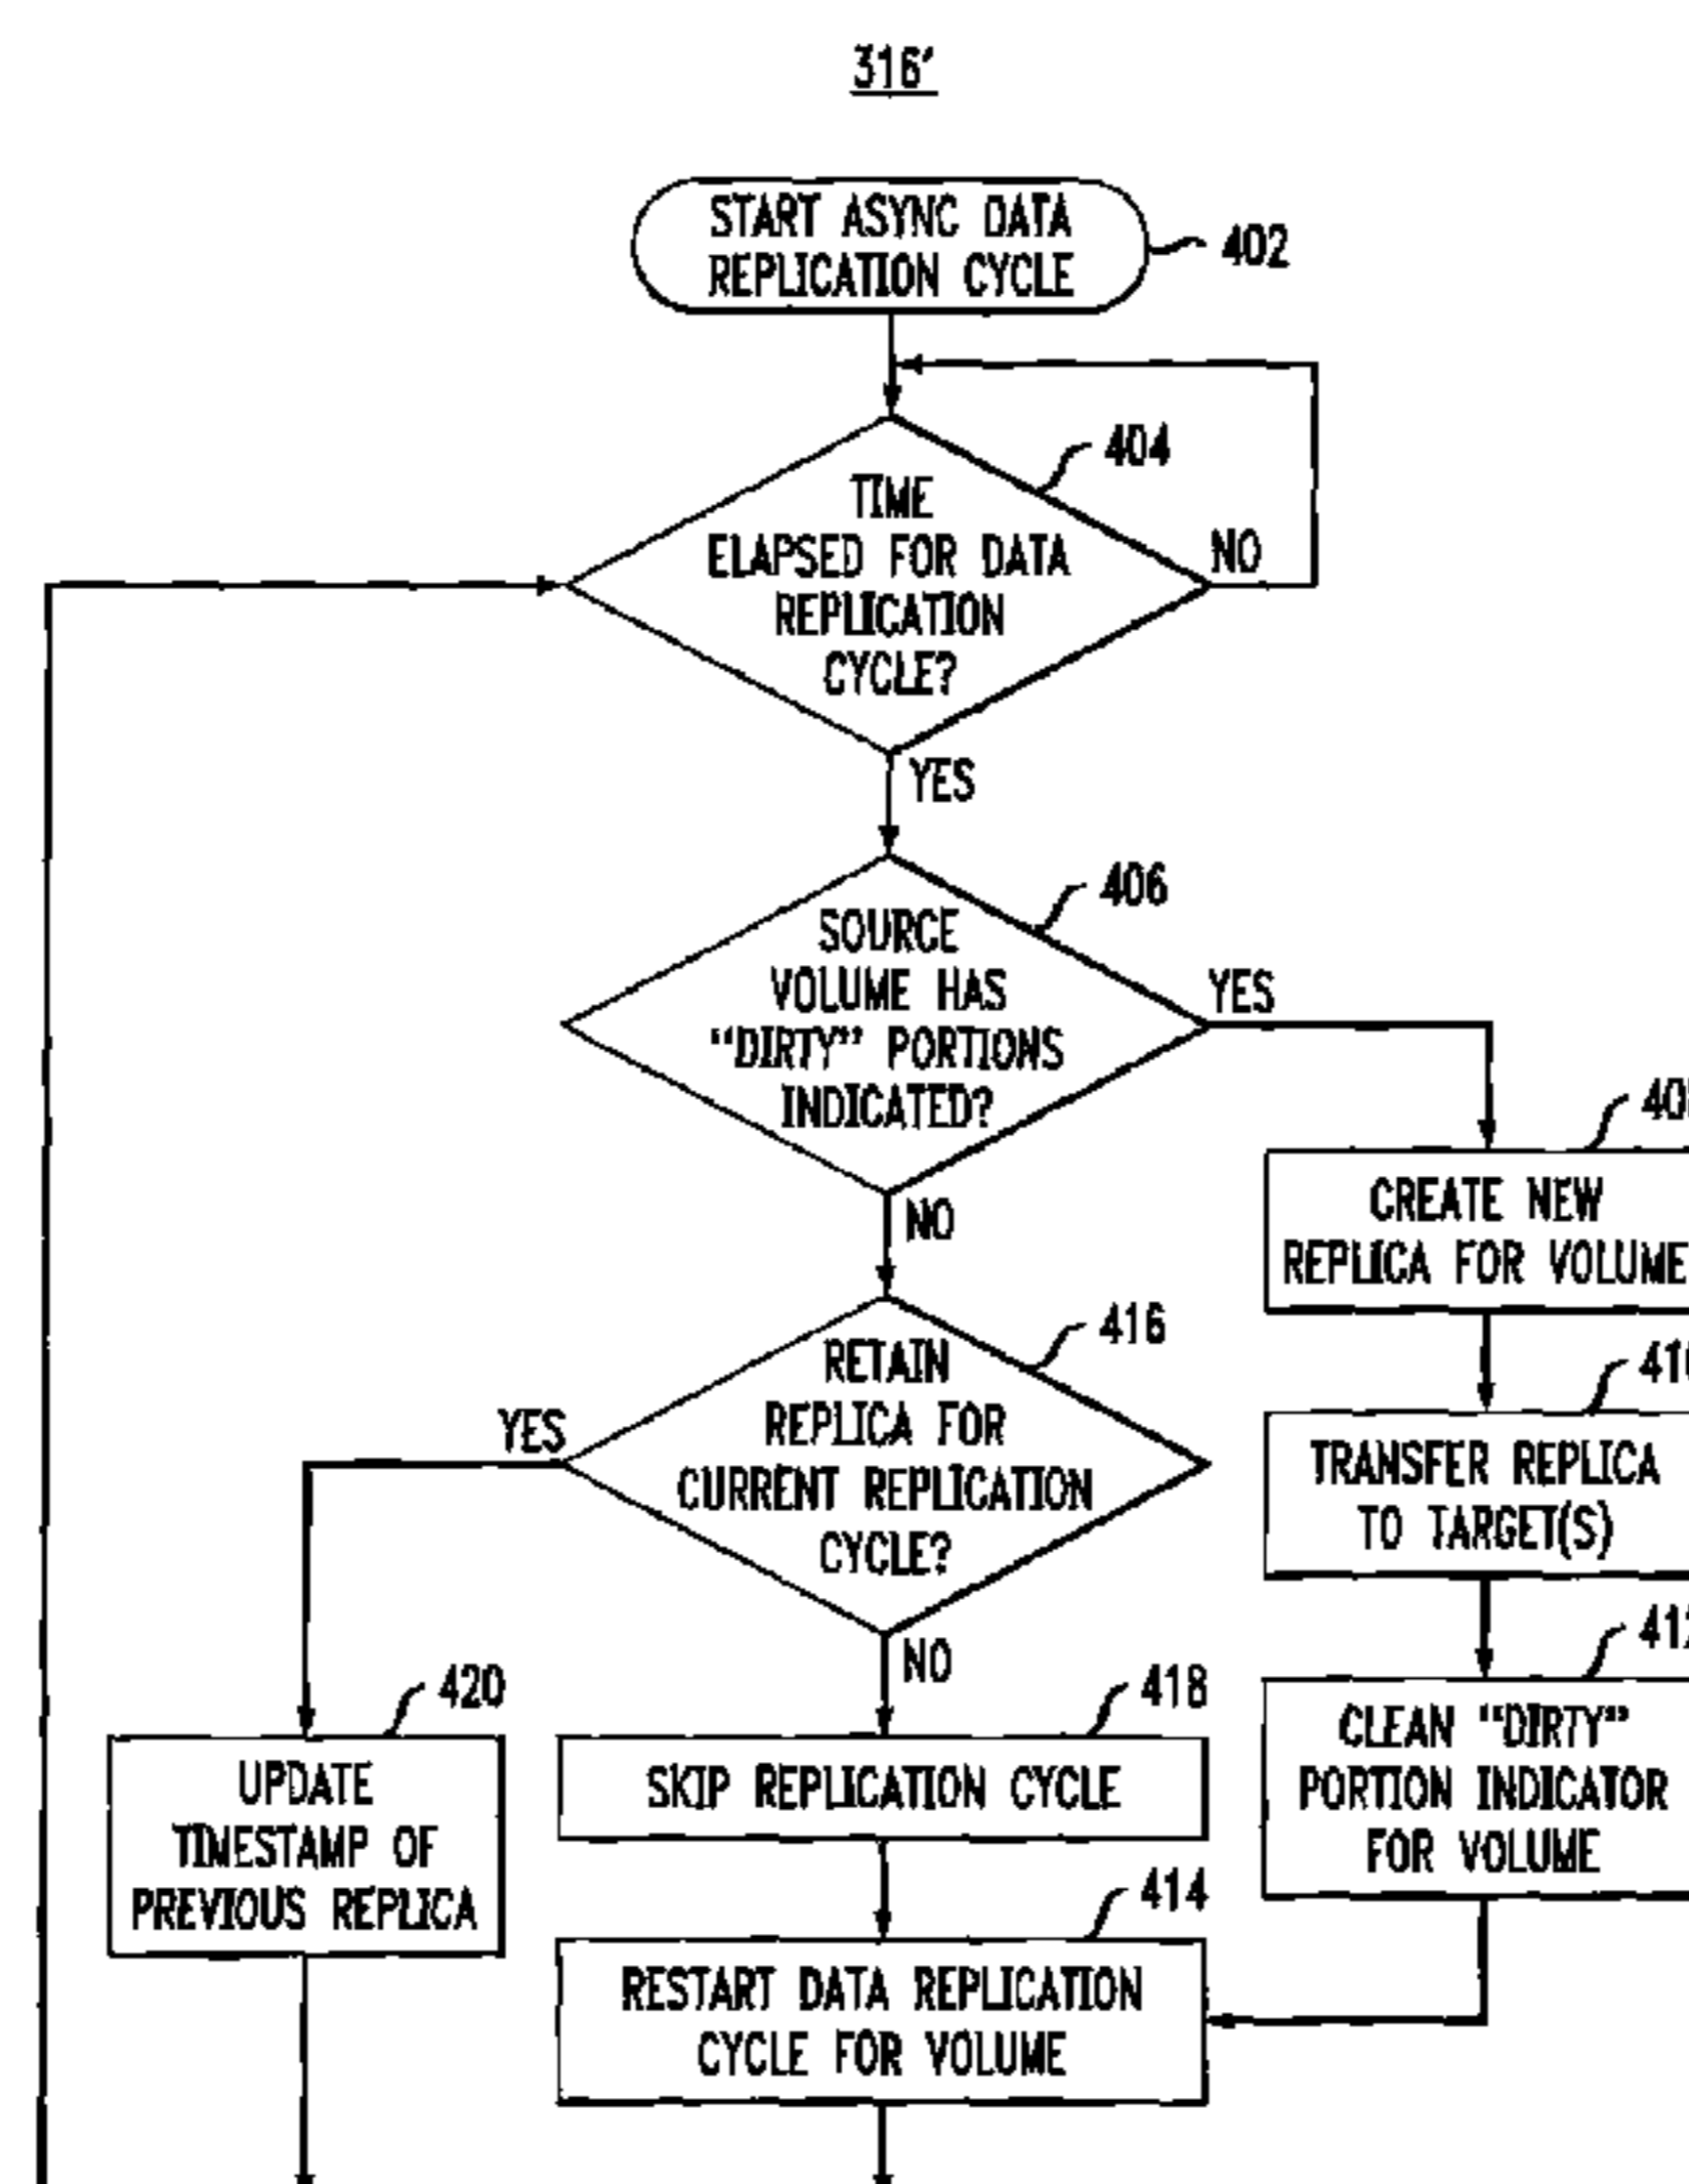 316'
START ASYNC DATA
REPLICATION CYCLE
402
404
TIME
ELAPSED FOR DATA
REPLICATION
CYCLE?
NO
YES
406
SOURCE
VOLUME HAS
“DIRTY” PORTIONS
INDICATED?
YES
NO
CREATE NEW
REPLICA FOR VOLUME
416
RETAIN
REPLICA FOR
CURRENT REPLICATION
CYCLE?
YES
NO
TRANSFER REPLICA
TO TARGET(S)
420
UPDATE
TIMESTAMP OF
PREVIOUS REPLICA
418
SKIP REPLICATION CYCLE
CLEAN “DIRTY”
PORTION INDICATOR
FOR VOLUME
414
RESTART DATA REPLICATION
CYCLE FOR VOLUME